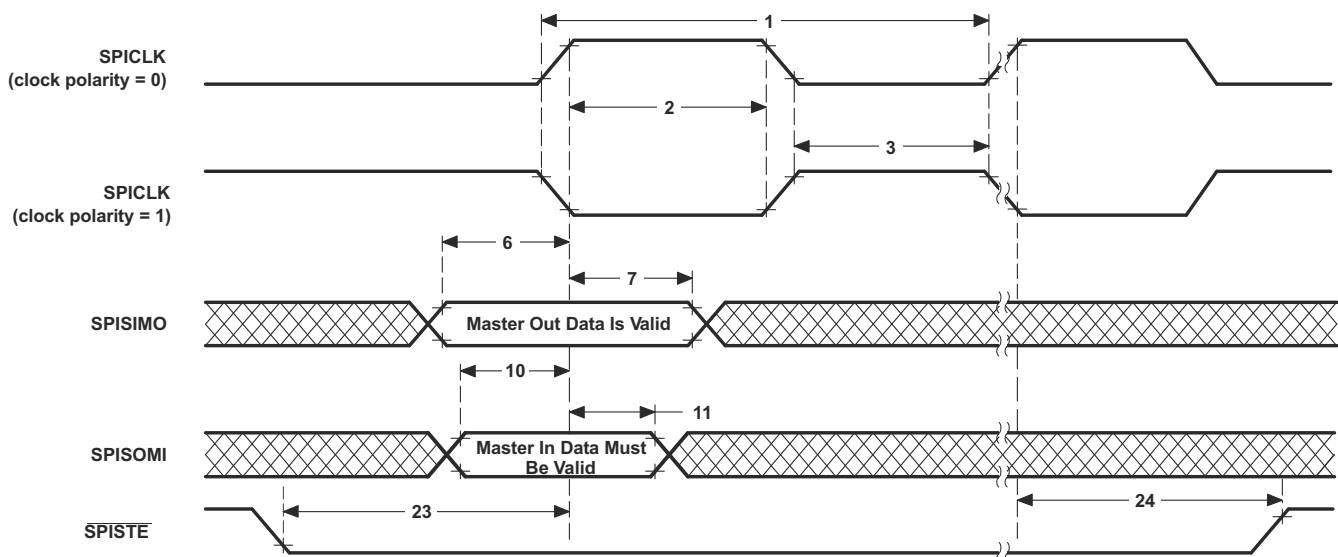 1
SPICLK
(clock polarity = 0)
2
3
SPICLK
(clock polarity = 1)
6
7
SPISIMO
Master Out Data Is Valid
10
11
SPISOMI
Master In Data Must
Be Valid
23
24
SPISTE